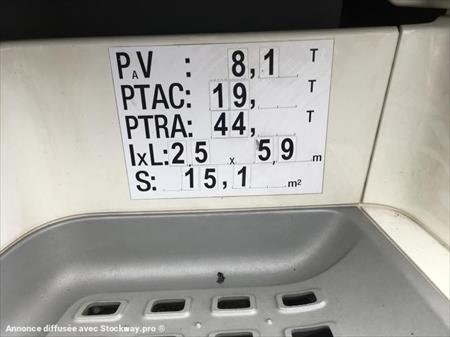 PAV : 8,1 T
PTAC: 19, T
PTRA: 44, T
lxL: 2,5 x 5,9 m
S: 15,1 m²
Annonce diffusée avec Stockway.pro ®